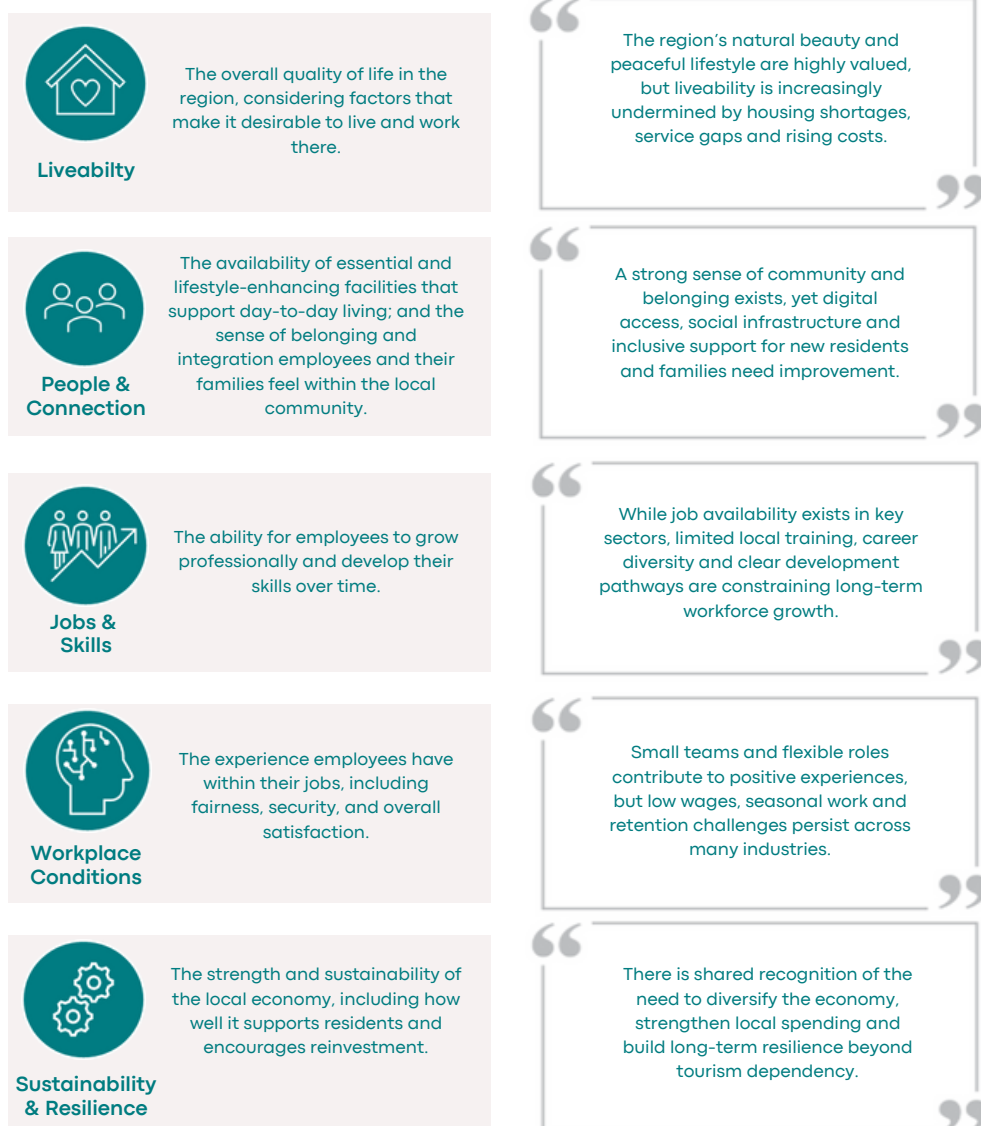 The overall quality of life in the
region, considering factors that
make it desirable to live and work
there.
Liveabilty
“
The region’s natural beauty and
peaceful lifestyle are highly valued,
but liveability is increasingly
undermined by housing shortages,
service gaps and rising costs.
”
The availability of essential and
lifestyle-enhancing facilities that
support day-to-day living; and the
sense of belonging and
integration employees and their
families feel within the local
community.
People &
Connection
“
A strong sense of community and
belonging exists, yet digital
access, social infrastructure and
inclusive support for new residents
and families need improvement.
”
The ability for employees to grow
professionally and develop their
skills over time.
Jobs &
Skills
“
While job availability exists in key
sectors, limited local training, career
diversity and clear development
pathways are constraining long-term
workforce growth.
”
The experience employees have
within their jobs, including
fairness, security, and overall
satisfaction.
Workplace
Conditions
“
Small teams and flexible roles
contribute to positive experiences,
but low wages, seasonal work and
retention challenges persist across
many industries.
”
The strength and sustainability of
the local economy, including how
well it supports residents and
encourages reinvestment.
Sustainability
& Resilience
“
There is shared recognition of the
need to diversify the economy,
strengthen local spending and
build long-term resilience beyond
tourism dependency.
”